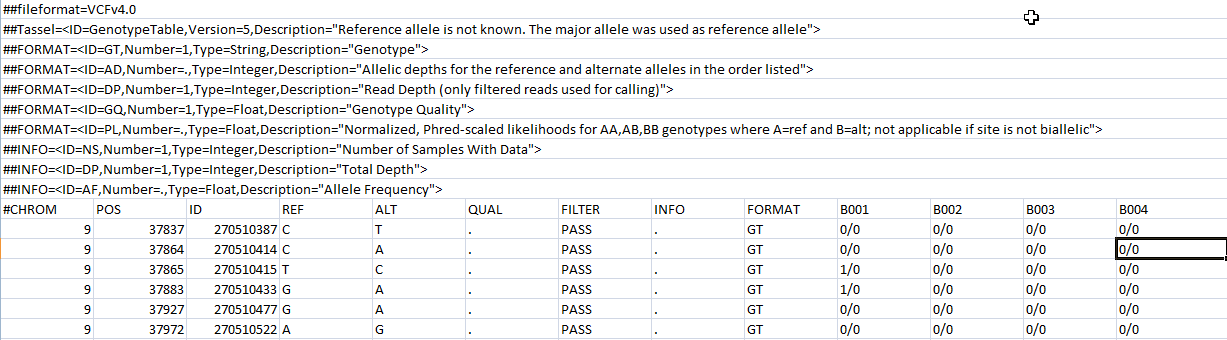 ##fileformat=VCFv4.0
##Tassel=<ID=GenotypeTable,Version=5,Description="Reference allele is not known. The major allele was used as reference allele">
##FORMAT=<ID=GT,Number=1,Type=String,Description="Genotype">
##FORMAT=<ID=AD,Number=.,Type=Integer,Description="Allelic depths for the reference and alternate alleles in the order listed">
##FORMAT=<ID=DP,Number=1,Type=Integer,Description="Read Depth (only filtered reads used for calling)">
##FORMAT=<ID=GQ,Number=1,Type=Float,Description="Genotype Quality">
##FORMAT=<ID=PL,Number=.,Type=Float,Description="Normalized, Phred-scaled likelihoods for AA,AB,BB genotypes where A=ref and B=alt; not applicable if site is not biallelic">
##INFO=<ID=NS,Number=1,Type=Integer,Description="Number of Samples With Data">
##INFO=<ID=DP,Number=1,Type=Integer,Description="Total Depth">
##INFO=<ID=AF,Number=.,Type=Float,Description="Allele Frequency">
#CHROM POS ID REF ALT QUAL FILTER INFO FORMAT B001 B002 B003 B004
9 37837 270510387 C T . PASS . GT 0/0 0/0 0/0 0/0
9 37864 270510414 C A . PASS . GT 0/0 0/0 0/0 0/0
9 37865 270510415 T C . PASS . GT 1/0 0/0 0/0 0/0
9 37883 270510433 G A . PASS . GT 1/0 0/0 0/0 0/0
9 37927 270510477 G A . PASS . GT 0/0 0/0 0/0 0/0
9 37972 270510522 A G . PASS . GT 0/0 0/0 0/0 0/0